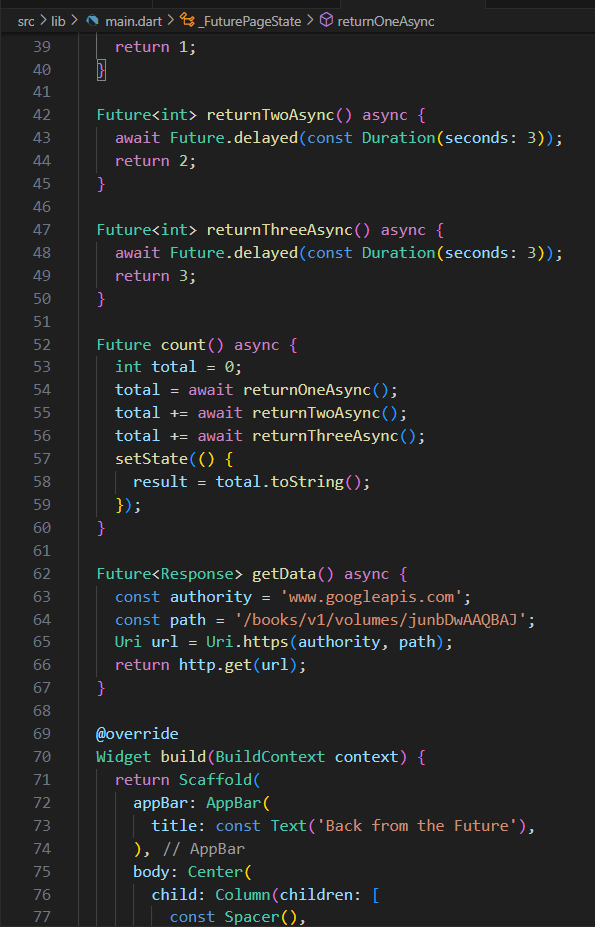 src > lib > main.dart > _FuturePageState > returnOneAsync
39 return 1;
40 }
41
42 Future<int> returnTwoAsync() async {
43 await Future.delayed(const Duration(seconds: 3));
44 return 2;
45 }
46
47 Future<int> returnThreeAsync() async {
48 await Future.delayed(const Duration(seconds: 3));
49 return 3;
50 }
51
52 Future count() async {
53 int total = 0;
54 total = await returnOneAsync();
55 total += await returnTwoAsync();
56 total += await returnThreeAsync();
57 setState(() {
58 result = total.toString();
59 });
60 }
61
62 Future<Response> getData() async {
63 const authority = 'www.googleapis.com';
64 const path = '/books/v1/volumes/junbDwAAQBAJ';
65 Uri url = Uri.https(authority, path);
66 return http.get(url);
67 }
68
69 @override
70 Widget build(BuildContext context) {
71 return Scaffold(
72 appBar: AppBar(
73 title: const Text('Back from the Future'),
74 ), // AppBar
75 body: Center(
76 child: Column(children: [
77 const Spacer(),